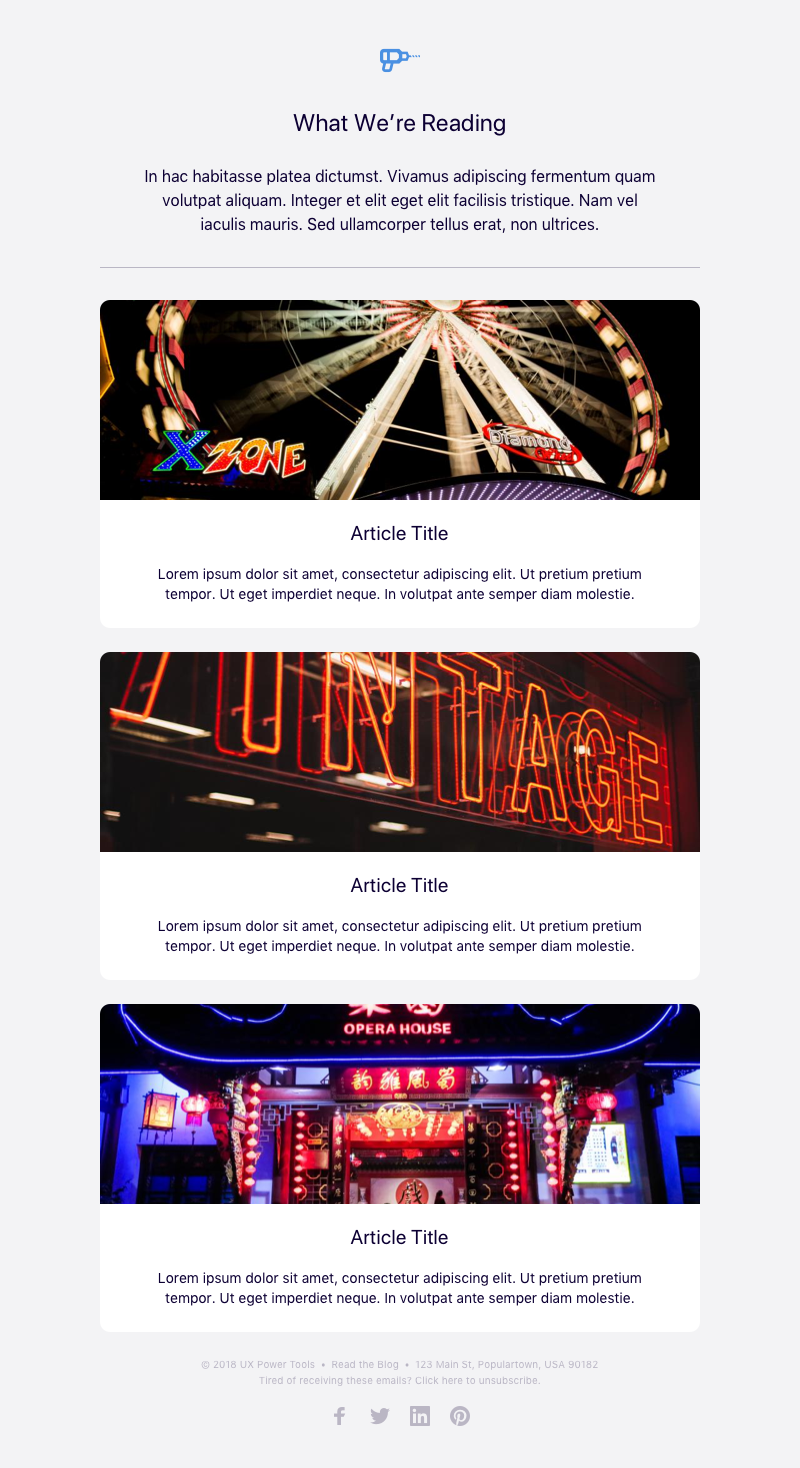 What We’re Reading
In hac habitasse platea dictumst. Vivamus adipiscing fermentum quam
volutpat aliquam. Integer et elit eget elit facilisis tristique. Nam vel
iaculis mauris. Sed ullamcorper tellus erat, non ultrices.
X ZONE
Diamond
Article Title
Lorem ipsum dolor sit amet, consectetur adipiscing elit. Ut pretium pretium
tempor. Ut eget imperdiet neque. In volutpat ante semper diam molestie.
INTAGE
Article Title
Lorem ipsum dolor sit amet, consectetur adipiscing elit. Ut pretium pretium
tempor. Ut eget imperdiet neque. In volutpat ante semper diam molestie.
OPERA HOUSE
韵雅風蜀
Article Title
Lorem ipsum dolor sit amet, consectetur adipiscing elit. Ut pretium pretium
tempor. Ut eget imperdiet neque. In volutpat ante semper diam molestie.
© 2018 UX Power Tools • Read the Blog • 123 Main St, Populartown, USA 90182
Tired of receiving these emails? Click here to unsubscribe.